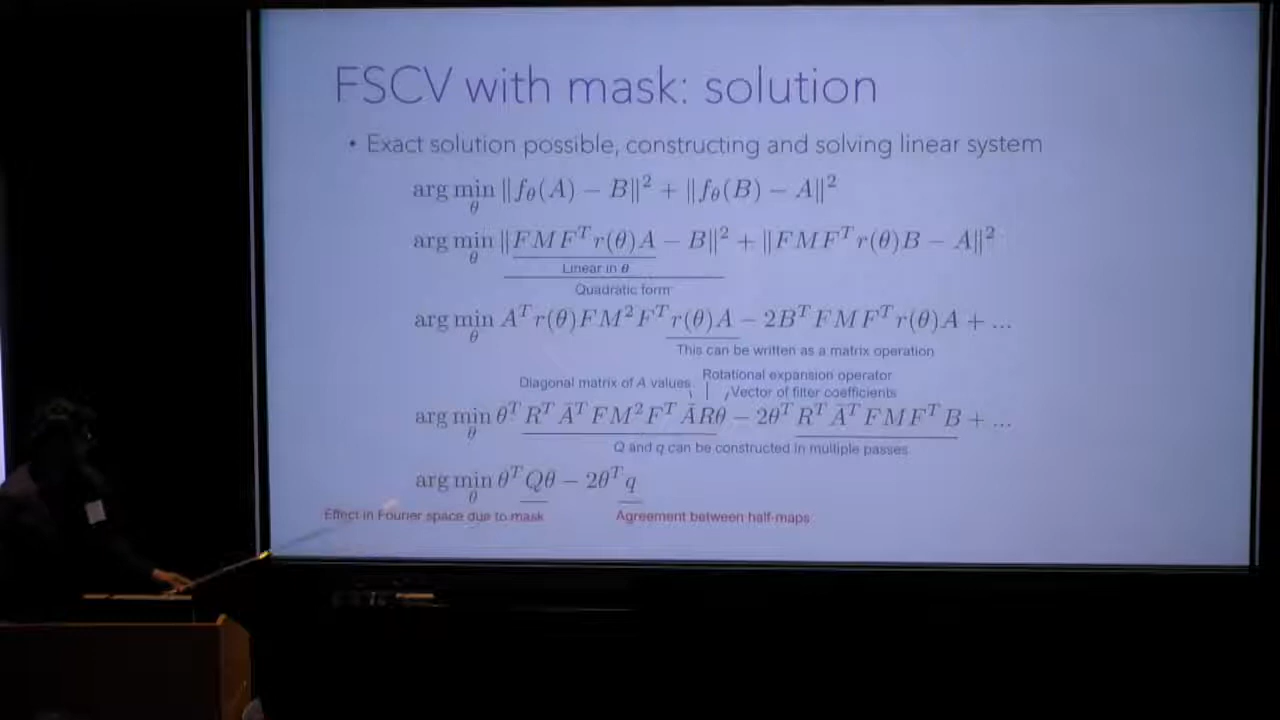 FSCV with mask: solution
• Exact solution possible, constructing and solving linear system
arg min_θ ‖f_θ(A) − B‖² + ‖f_θ(B) − A‖²
arg min_θ ‖FMF^T r(θ)A − B‖² + ‖FMF^T r(θ)B − A‖²
Linear in θ
Quadratic form
arg min_θ A^T r(θ)FM²F^T r(θ)A − 2B^T FMF^T r(θ)A + ...
This can be written as a matrix operation
Rotational expansion operator
Diagonal matrix of A values
Vector of filter coefficients
arg min_θ θ^T R^T Ā^T FM²F^T ĀRθ − 2θ^T R^T Ā^T FMF^T B + ...
Q and q can be constructed in multiple passes
arg min_θ θ^T Qθ − 2θ^T q
Effect in Fourier space due to mask
Agreement between half-maps